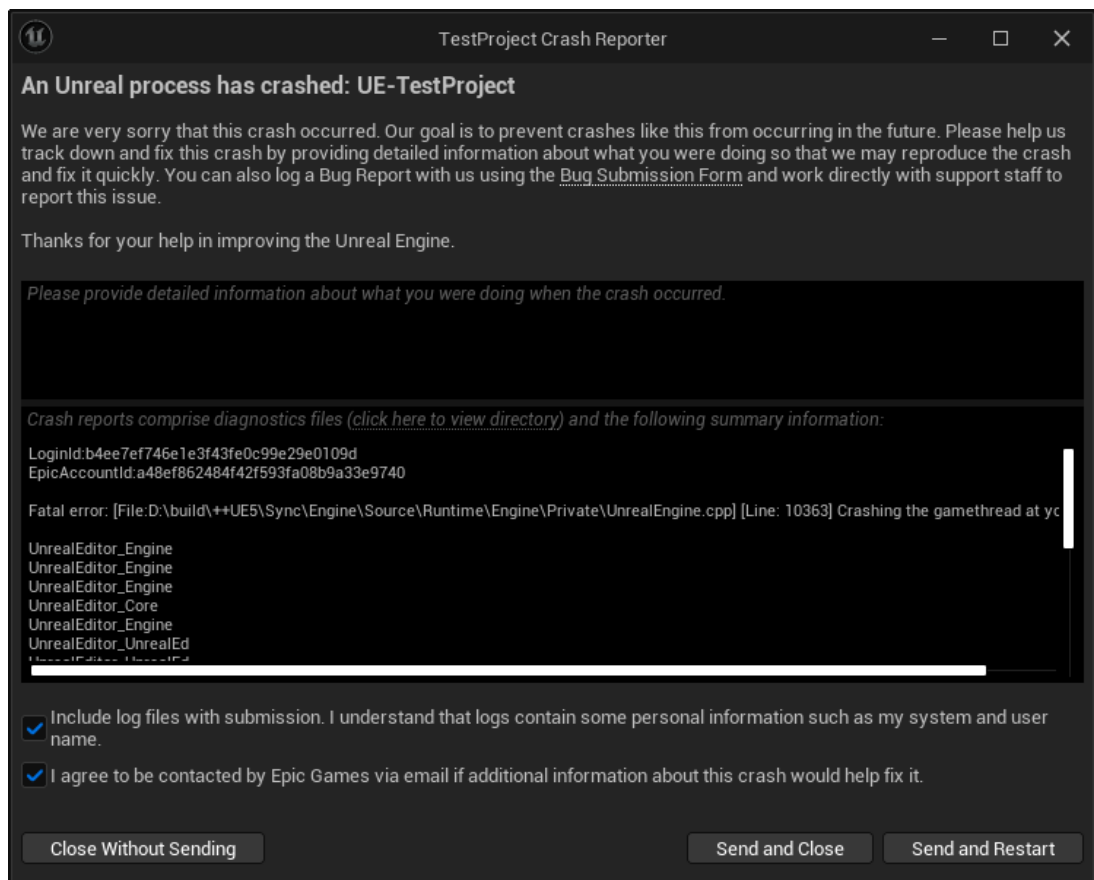 TestProject Crash Reporter
An Unreal process has crashed: UE-TestProject
We are very sorry that this crash occurred. Our goal is to prevent crashes like this from occurring in the future. Please help us
track down and fix this crash by providing detailed information about what you were doing so that we may reproduce the crash
and fix it quickly. You can also log a Bug Report with us using the Bug Submission Form and work directly with support staff to
report this issue.
Thanks for your help in improving the Unreal Engine.
Please provide detailed information about what you were doing when the crash occurred.
Crash reports comprise diagnostics files (click here to view directory) and the following summary information:
LoginId:b4ee7ef746e1e3f43fe0c99e29e0109d
EpicAccountId:a48ef862484f42f593fa08b9a33e9740
Fatal error: [File:D:\build\++UE5\Sync\Engine\Source\Runtime\Engine\Private\UnrealEngine.cpp] [Line: 10363] Crashing the gamethread at
UnrealEditor_Engine
UnrealEditor_Engine
UnrealEditor_Engine
UnrealEditor_Core
UnrealEditor_Engine
UnrealEditor_UnrealEd
Include log files with submission. I understand that logs contain some personal information such as my system and user
name.
I agree to be contacted by Epic Games via email if additional information about this crash would help fix it.
Close Without Sending
Send and Close
Send and Restart